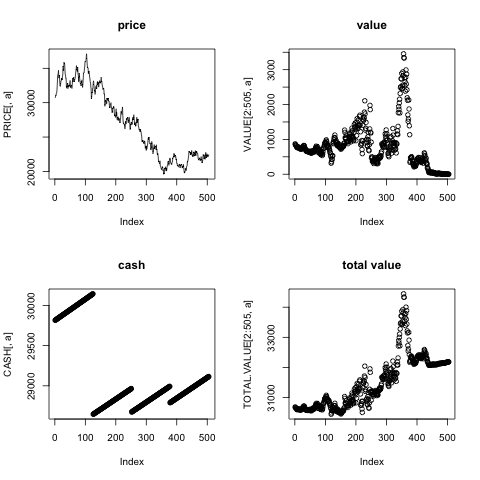 price
PRICE[, a]
20000 30000
0 100 200 300 400 500
Index
value
VALUE[2:505, a]
0 1000 2000 3000
0 100 200 300 400 500
Index
cash
CASH[, a]
29000 29500 30000
0 100 200 300 400 500
Index
total value
TOTAL.VALUE[2:505, a]
31000 33000
0 100 200 300 400 500
Index